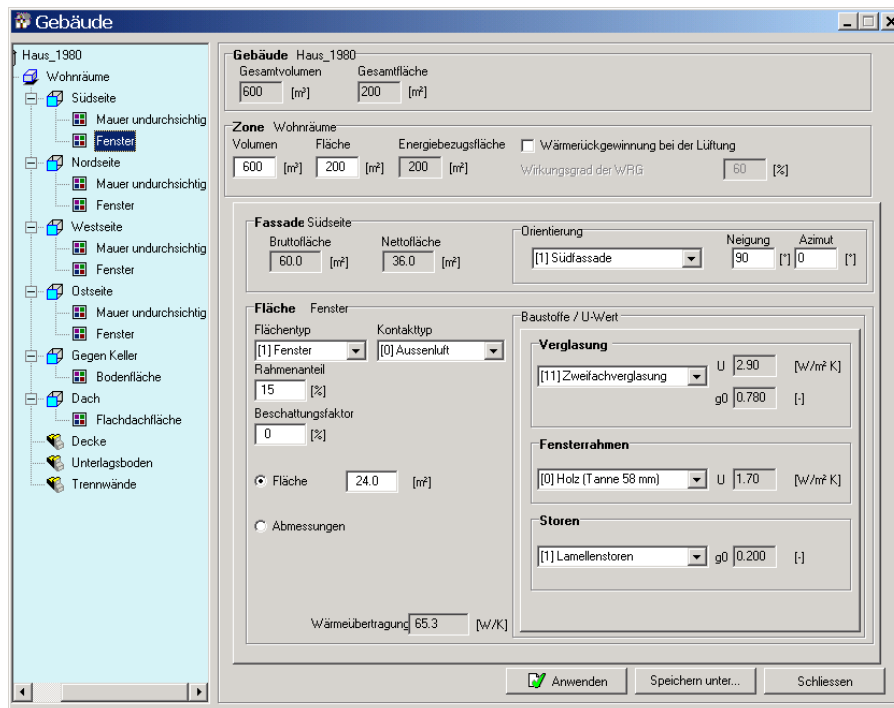 Gebäude
Haus_1980
Wohnräume
Südseite
Mauer undurchsichtig
Fenster
Nordseite
Mauer undurchsichtig
Fenster
Westseite
Mauer undurchsichtig
Fenster
Ostseite
Mauer undurchsichtig
Fenster
Gegen Keller
Bodenfläche
Dach
Flachdachfläche
Decke
Unterlagsboden
Trennwände
Gebäude Haus_1980
Gesamtvolumen Gesamtfläche
600 [m³] 200 [m²]
Zone Wohnräume
Volumen Fläche Energiebezugsfläche Wärmerückgewinnung bei der Lüftung
600 [m³] 200 [m²] 200 [m²] Wirkungsgrad der WRG 60 [%]
Fassade Südseite
Bruttofläche Nettofläche
60.0 [m²] 36.0 [m²]
Orientierung
Neigung Azimut
[1] Südfassade 90 [°] 0 [°]
Fläche Fenster
Flächentyp Kontakttyp
[1] Fenster [0] Aussenluft
Rahmenanteil
15 [%]
Beschattungsfaktor
0 [%]
Fläche 24.0 [m²]
Abmessungen
Wärmeübertragung 65.3 [W/K]
Baustoffe / U-Wert
Verglasung
[11] Zweifachverglasung U 2.90 [W/m² K]
g0 0.780 [-]
Fensterrahmen
[0] Holz (Tanne 58 mm) U 1.70 [W/m² K]
Storen
[1] Lamellenstoren g0 0.200 [-]
Anwenden Speichern unter... Schliessen